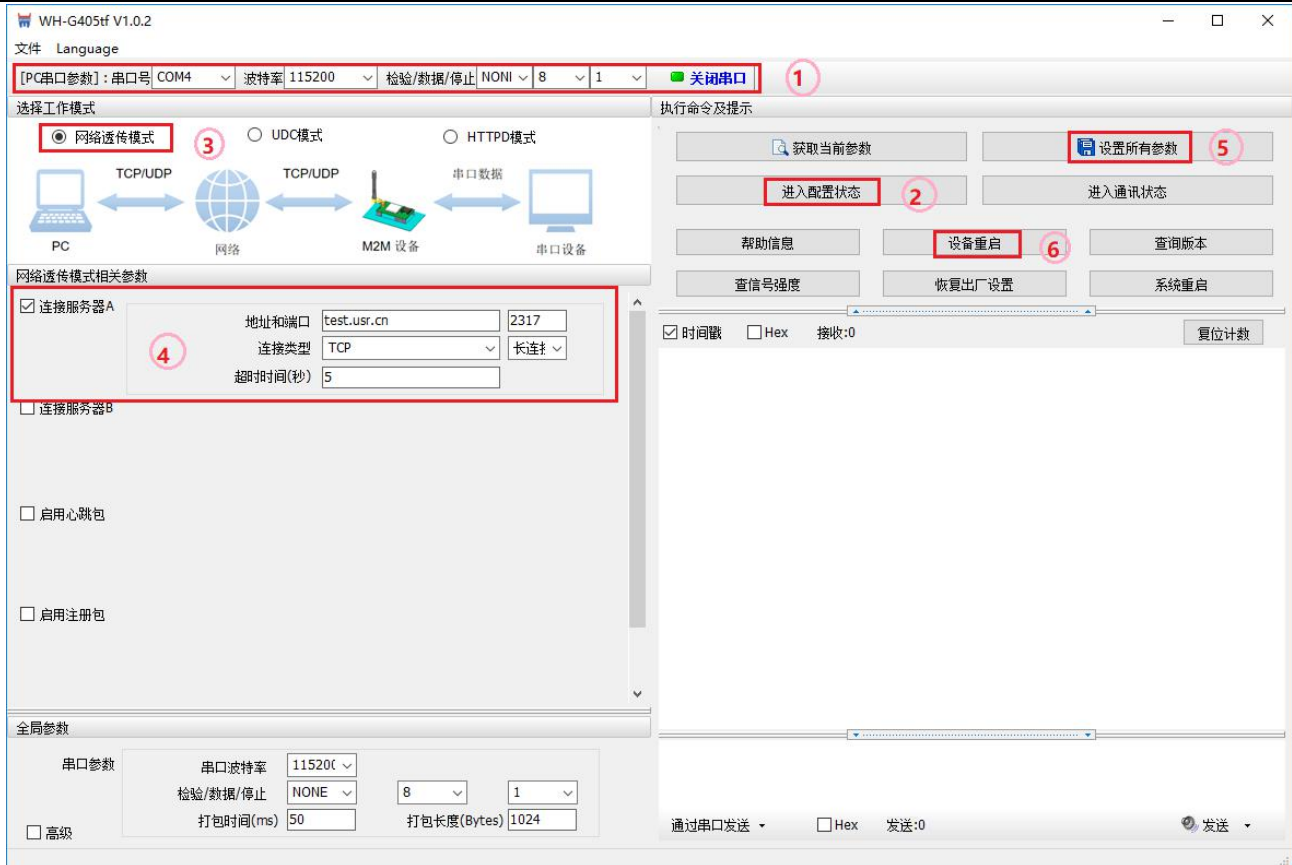 WH-G405tf V1.0.2
文件 Language
[PC串口参数]:串口号 COM4 波特率 115200 检验/数据/停止 NONI 8 1 关闭串口 1
选择工作模式
网络透传模式 3 UDC模式 HTTPD模式
TCP/UDP TCP/UDP 串口数据
PC 网络 M2M 设备 串口设备
网络透传模式相关参数
连接服务器A
地址和端口 test.usr.cn 2317
4 连接类型 TCP 长连
超时时间(秒) 5
连接服务器B
启用心跳包
启用注册包
全局参数
串口参数 串口波特率 11520(
检验/数据/停止 NONE 8 1
打包时间(ms) 50 打包长度(Bytes) 1024
高级
执行命令及提示
获取当前参数 设置所有参数 5
进入配置状态 2 进入通讯状态
帮助信息 设备重启 6 查询版本
查信号强度 恢复出厂设置 系统重启
时间戳 Hex 接收:0 复位计数
通过串口发送 Hex 发送:0 发送